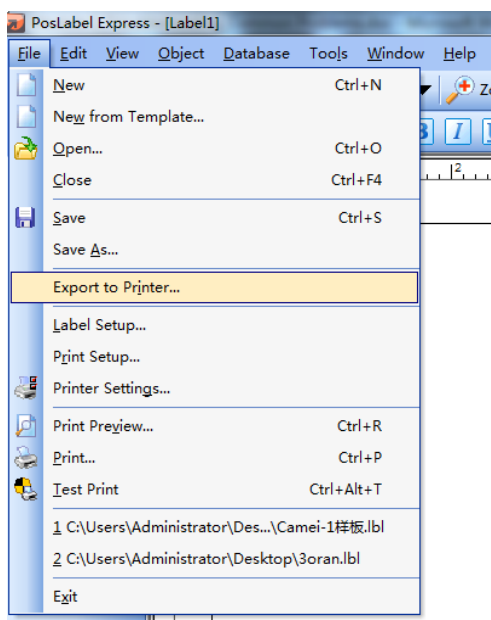 PosLabel Express - [Label1]
File Edit View Object Database Tools Window Help
New Ctrl+N
New from Template...
Open... Ctrl+O
Close Ctrl+F4
Save Ctrl+S
Save As...
Export to Printer...
Label Setup...
Print Setup...
Printer Settings...
Print Preview... Ctrl+R
Print... Ctrl+P
Test Print Ctrl+Alt+T
1 C:\Users\Administrator\Des...\Camei-1样板.lbl
2 C:\Users\Administrator\Desktop\3oran.lbl
Exit
I
2